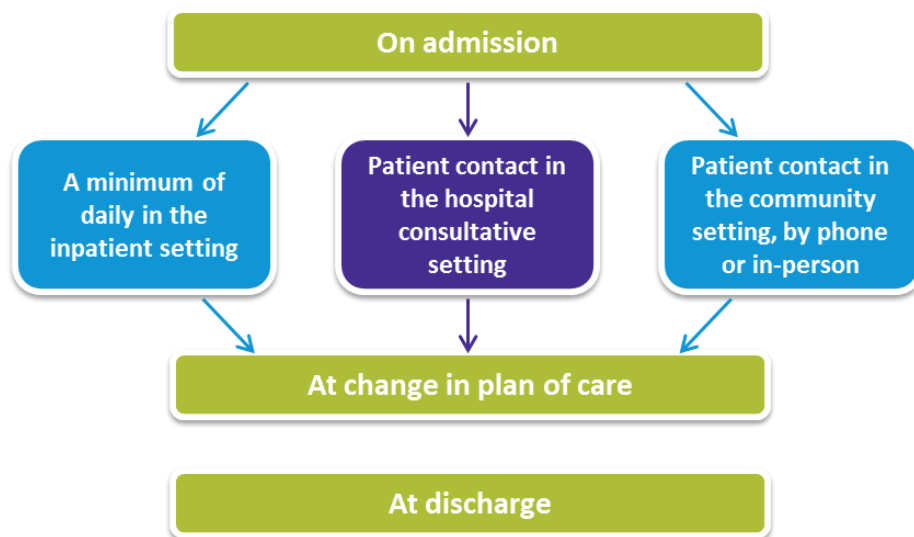 On admission
A minimum of
daily in the
inpatient setting
Patient contact in
the hospital
consultative
setting
Patient contact in
the community
setting, by phone
or in-person
At change in plan of care
At discharge